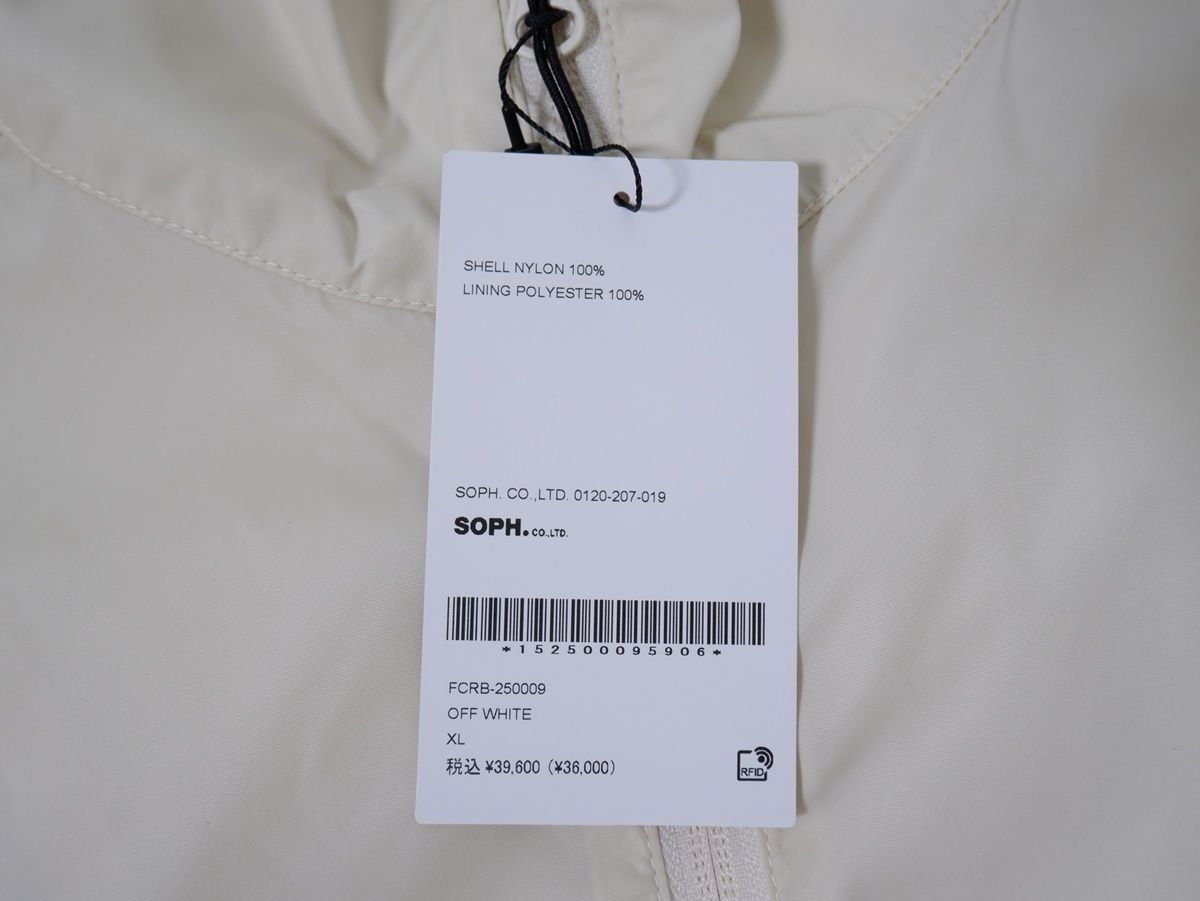 SHELL NYLON 100%
LINING POLYESTER 100%
SOPH. CO.,LTD. 0120-207-019
SOPH. CO.,LTD.
*152500095906*
FCRB-250009
OFF WHITE
XL
税込 ¥39,600 (¥36,000)
RFID